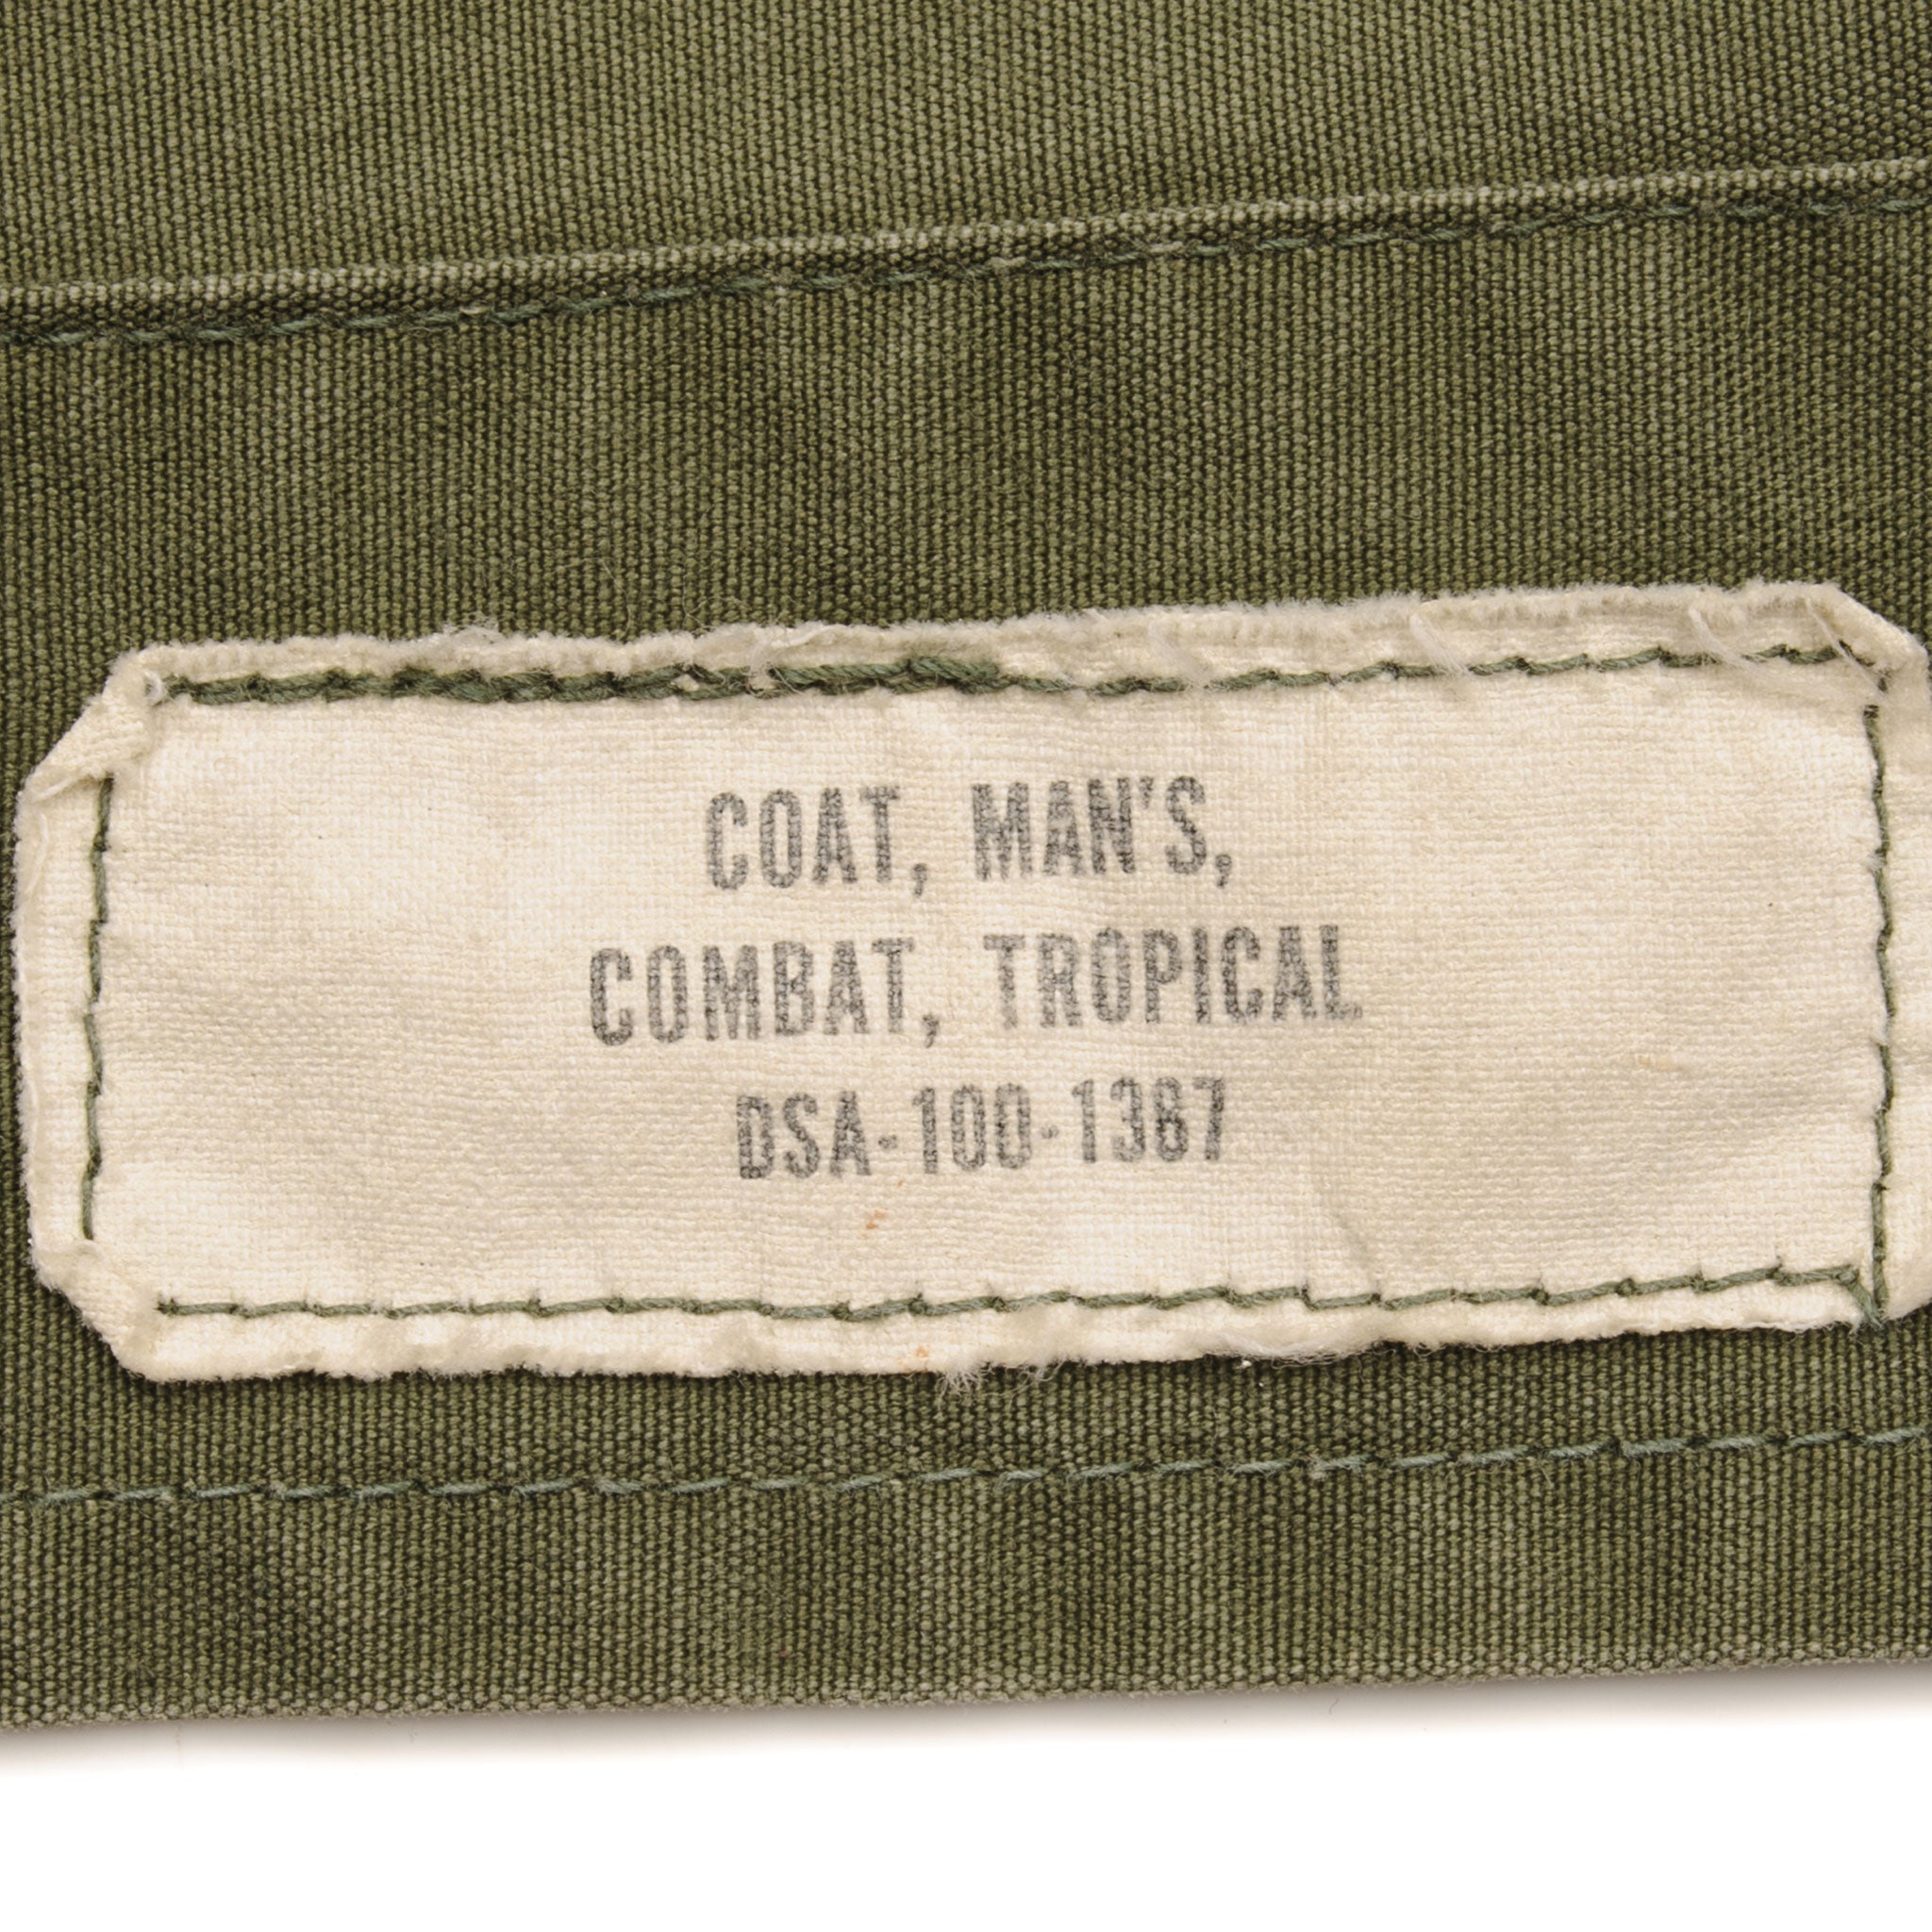 COAT, MAN'S,
COMBAT, TROPICAL
DSA-100-1387